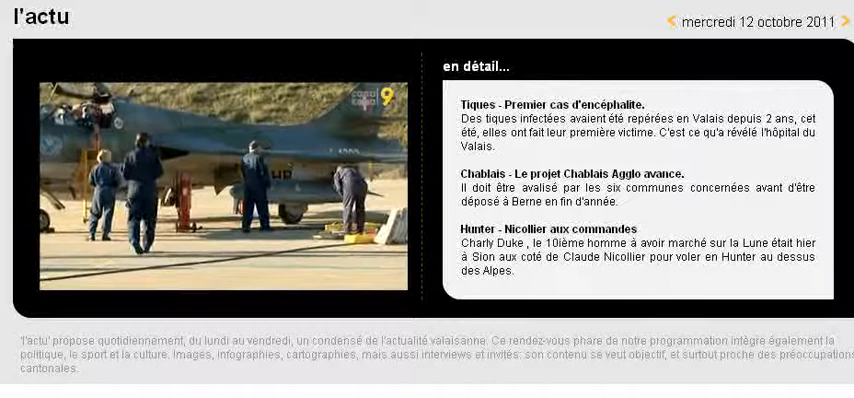 l'actu
< mercredi 12 octobre 2011 >
en détail...
9
Tiques - Premier cas d'encéphalite.
Des tiques infectées avaient été repérées en Valais depuis 2 ans, cet
été, elles ont fait leur première victime. C'est ce qu'a révélé l'hôpital du
Valais.
Chablais - Le projet Chablais Agglo avance.
Il doit être avalisé par les six communes concernées avant d'être
déposé à Berne en fin d'année.
Hunter - Nicollier aux commandes
Charly Duke , le 10ième homme à avoir marché sur la Lune était hier
à Sion aux coté de Claude Nicollier pour voler en Hunter au dessus
des Alpes.
'l'actu' propose quotidiennement, du lundi au vendredi, un condensé de l'actualité valaisanne. Ce rendez-vous phare de notre programmation intègre également la
politique, le sport et la culture. Images, infographies, cartographies, mais aussi interviews et invités: son contenu se veut objectif, et surtout proche des préoccupations
cantonales.